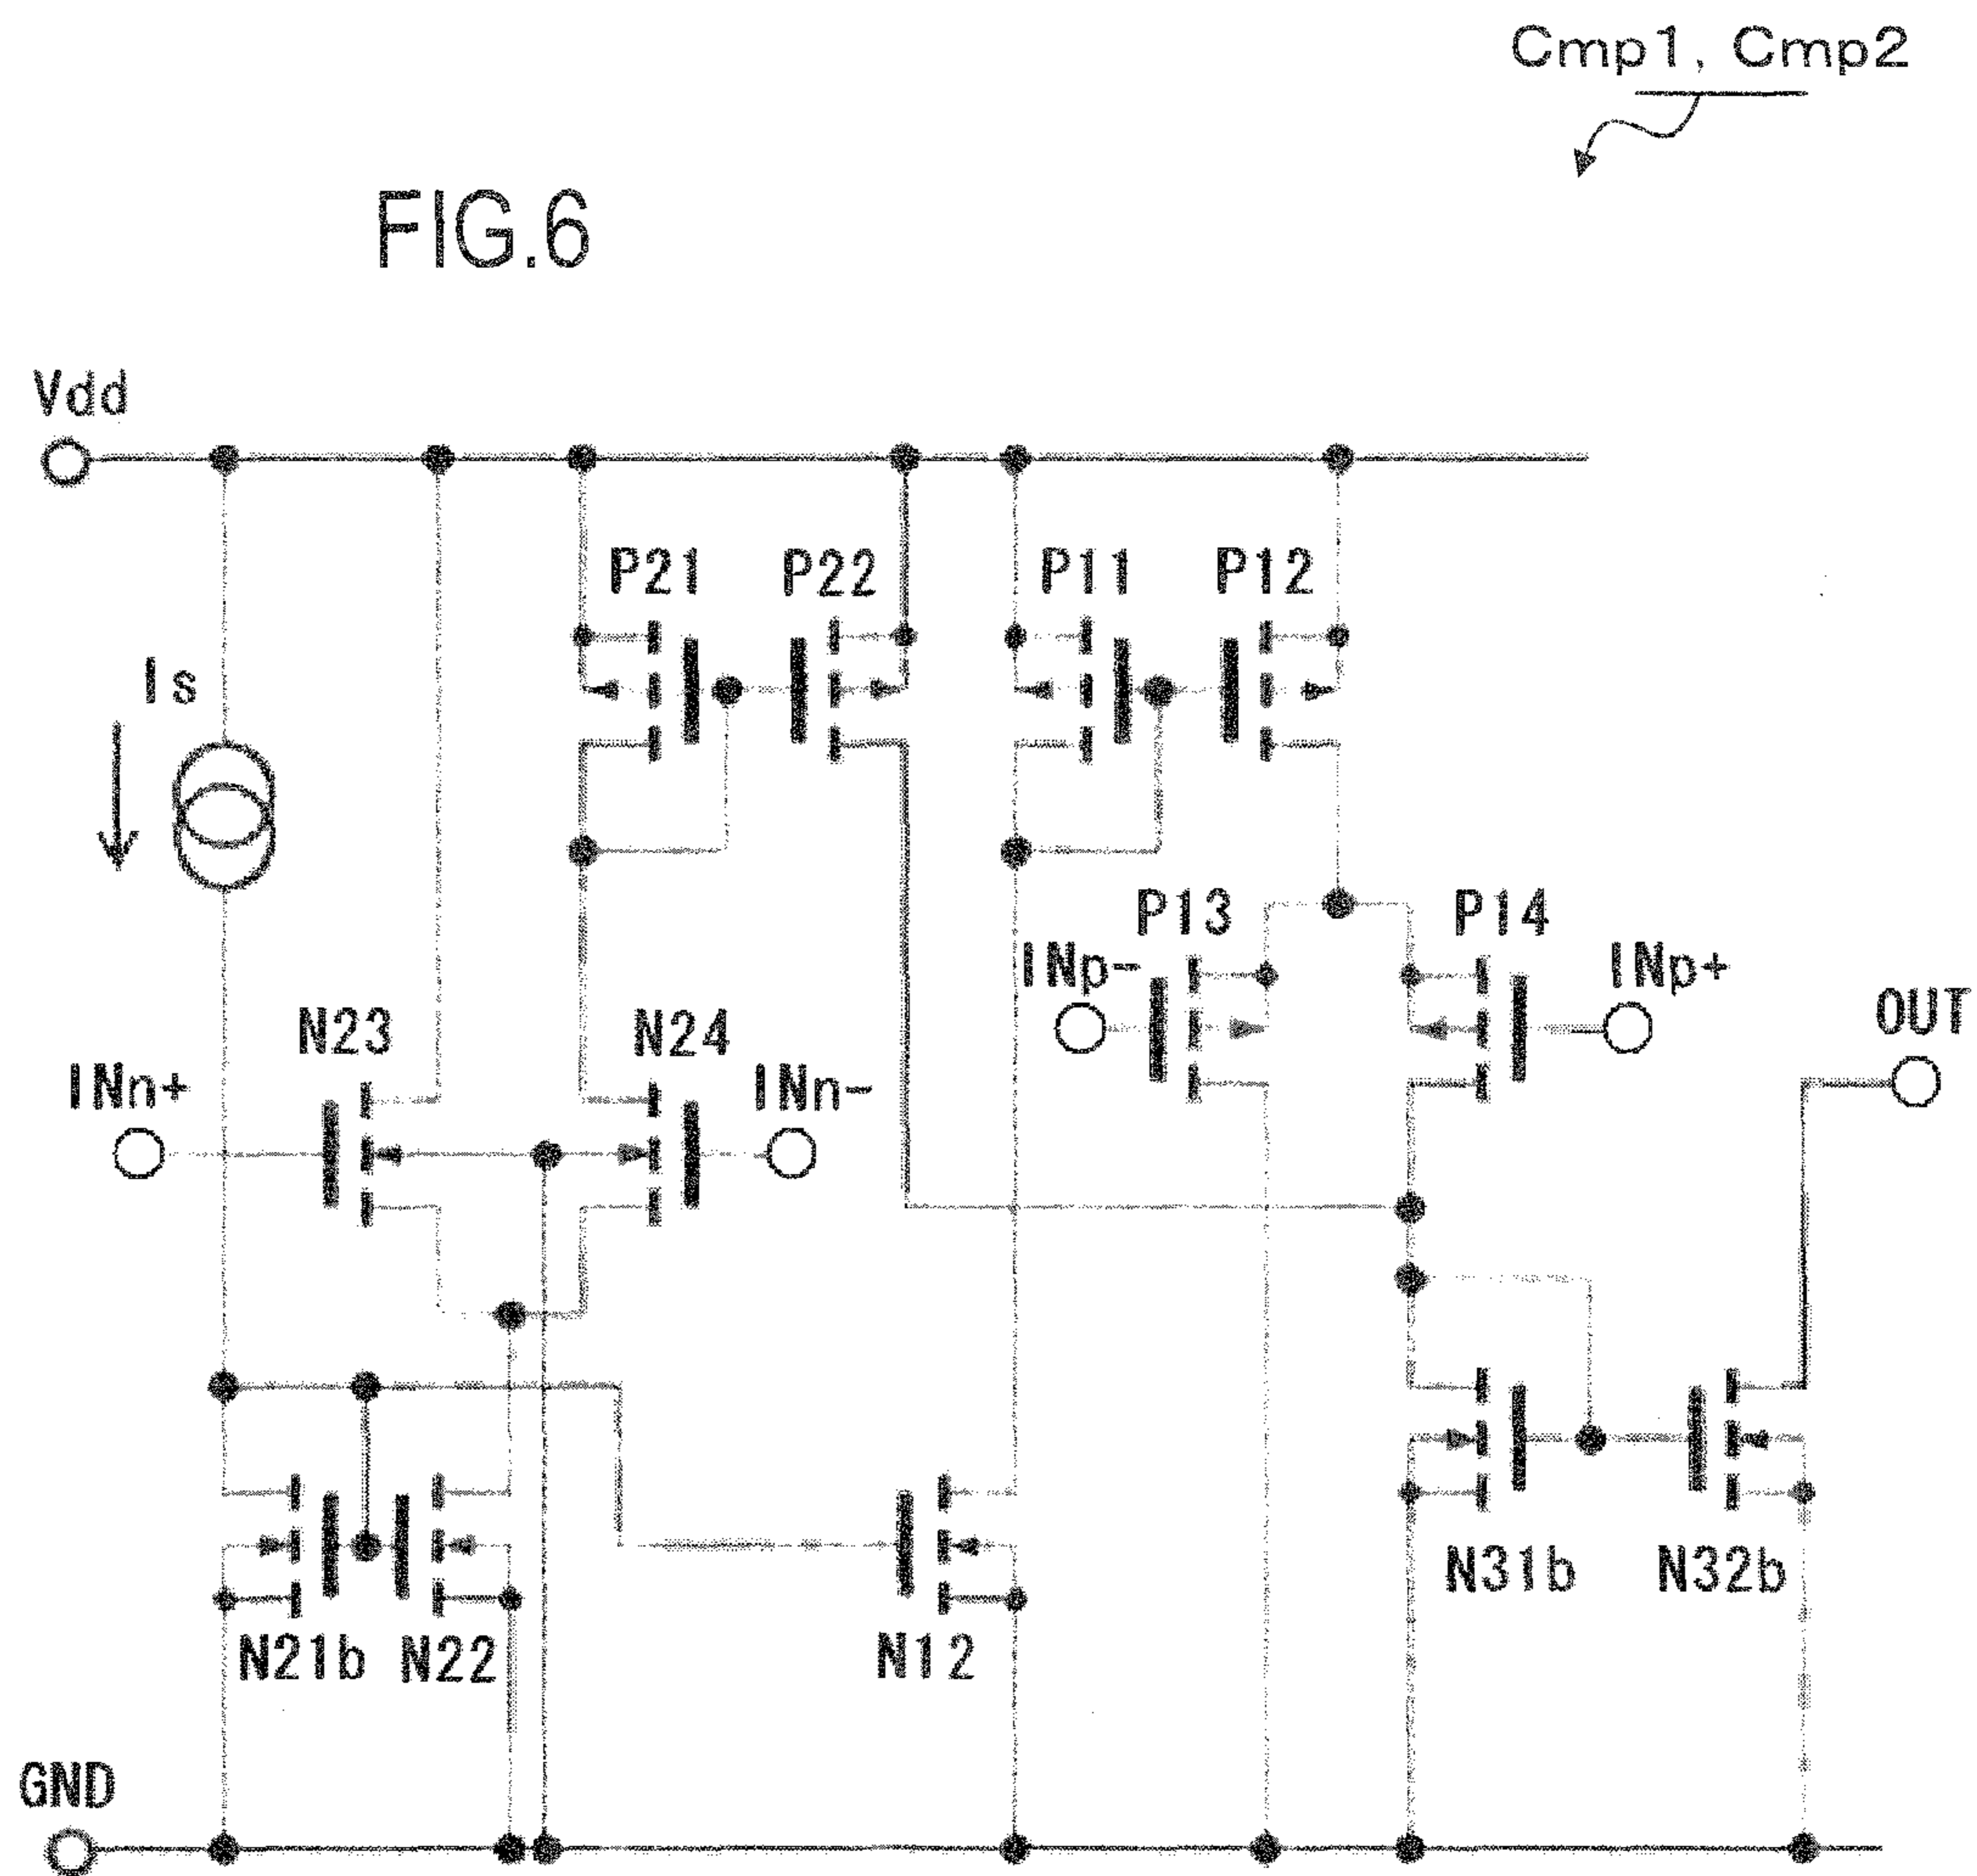 Cmp1, Cmp2
FIG.6
Vdd
P21
P22
P11
P12
Is
P13
P14
INp-
INp+
OUT
N23
N24
INn+
INn-
N31b
N32b
N21b
N22
N12
GND